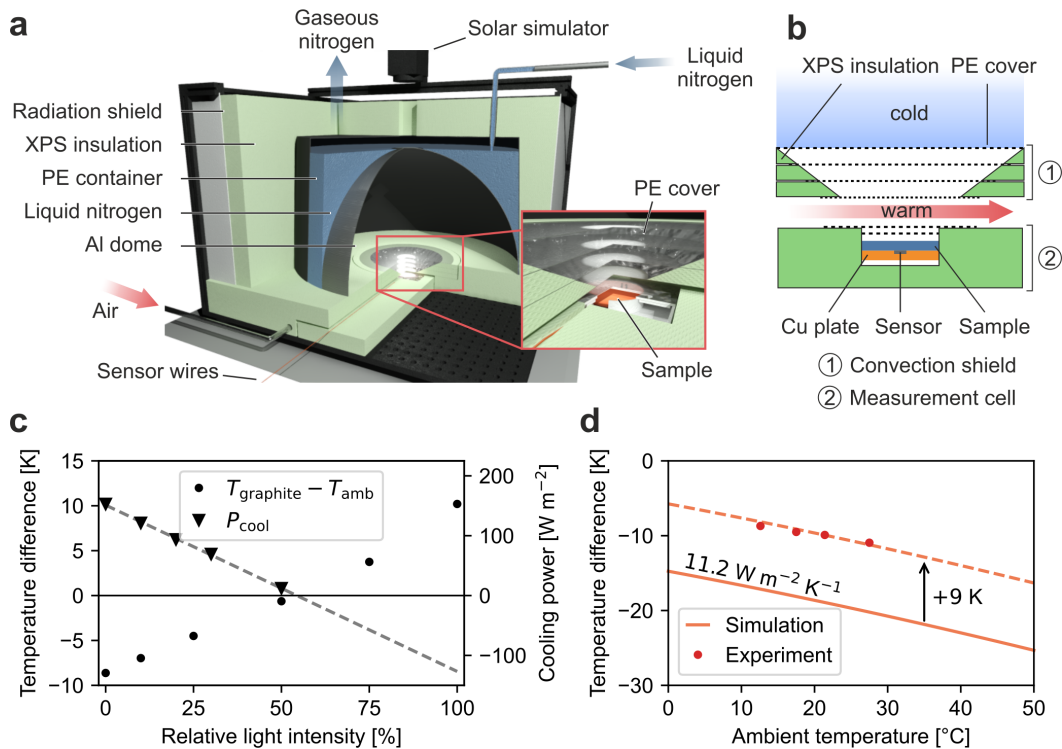 a
Gaseous
nitrogen
Solar simulator
Liquid
nitrogen
Radiation shield
XPS insulation
PE container
Liquid nitrogen
Al dome
Air
Sensor wires
PE cover
Sample
b
XPS insulation PE cover
cold
warm
1
2
Cu plate Sensor Sample
1 Convection shield
2 Measurement cell
c
Temperature difference [K]
15
10
5
0
−5
−10
T_graphite − T_amb
P_cool
200
100
0
−100
Cooling power [W m⁻²]
0 25 50 75 100
Relative light intensity [%]
d
Temperature difference [K]
0
−10
−20
−30
11.2 W m⁻² K⁻¹
+9 K
Simulation
Experiment
0 10 20 30 40 50
Ambient temperature [°C]